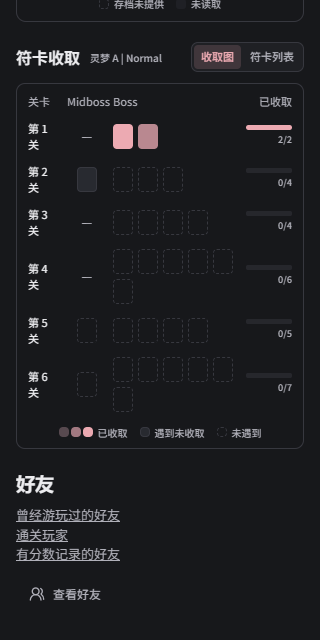 存档未提供 未读取
符卡收取 灵梦 A | Normal 收取图 符卡列表
关卡 Midboss Boss 已收取
第 1
关
— 2/2
第 2
关
0/4
第 3
关
— 0/4
第 4
关
— 0/6
第 5
关
0/5
第 6
关
0/7
已收取 遇到未收取 未遇到
好友
曾经游玩过的好友
通关玩家
有分数记录的好友
查看好友